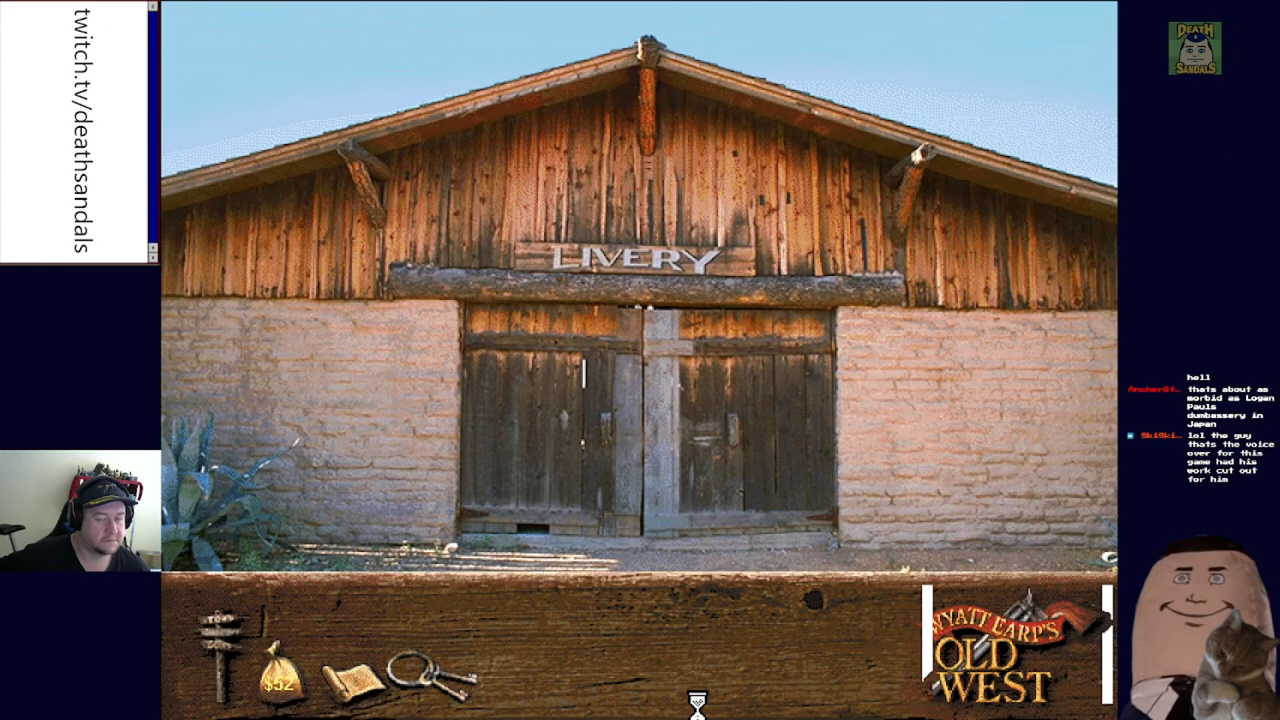 twitch.tv/deathsandals
DEATH
SANDALS
LIVERY
hell
thats about as
morbid as Logan
Pauls
dumbassery in
Japan
lol the guy
thats the voice
over for this
game had his
work cut out
for him
$52
WYATT EARP'S
OLD
WEST